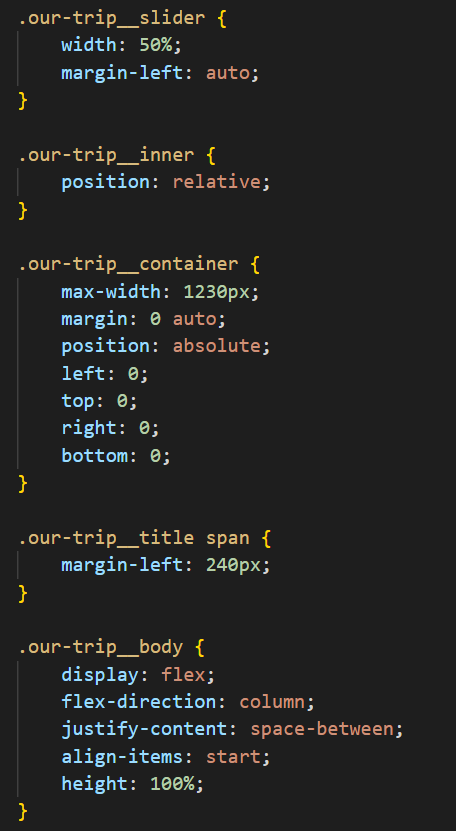 .our-trip__slider {
    width: 50%;
    margin-left: auto;
}

.our-trip__inner {
    position: relative;
}

.our-trip__container {
    max-width: 1230px;
    margin: 0 auto;
    position: absolute;
    left: 0;
    top: 0;
    right: 0;
    bottom: 0;
}

.our-trip__title span {
    margin-left: 240px;
}

.our-trip__body {
    display: flex;
    flex-direction: column;
    justify-content: space-between;
    align-items: start;
    height: 100%;
}